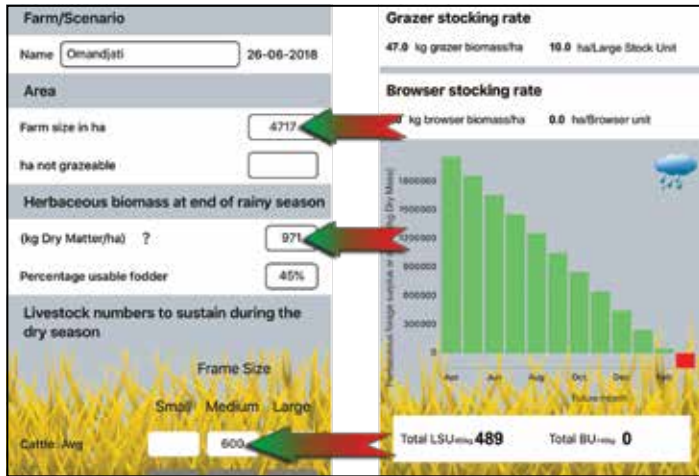 Farm/Scenario
Name Omandjati 26-06-2018
Area
Farm size in ha 4717
ha not grazeable
Herbaceous biomass at end of rainy season
(kg Dry Matter/ha) ? 971
Percentage usable fodder 45%
Livestock numbers to sustain during the
dry season
Frame Size
Small Medium Large
Cattle: Avg 600
Grazer stocking rate
47.0 kg grazer biomass/ha 10.0 ha/Large Stock Unit
Browser stocking rate
kg browser biomass/ha 0.0 ha/Browser unit
1800000
1500000
1200000
900000
600000
300000
0
Apr Jun Aug Oct Dec Feb
Future month
Total LSU 489 Total BU 0